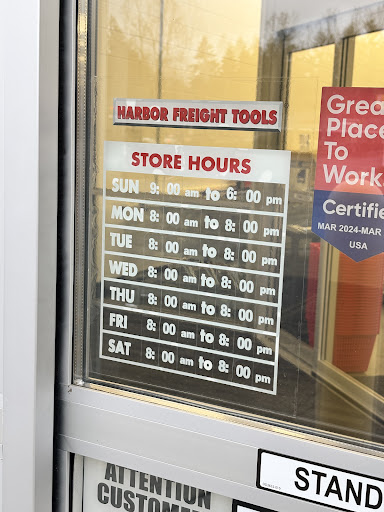 HARBOR FREIGHT TOOLS
STORE HOURS
SUN 9:00 am to 6:00 pm
MON 8:00 am to 8:00 pm
TUE 8:00 am to 8:00 pm
WED 8:00 am to 8:00 pm
THU 8:00 am to 8:00 pm
FRI 8:00 am to 8:00 pm
SAT 8:00 am to 8:00 pm
Grea
Place
To
Work
Certifie
MAR 2024-MAR
USA
STAND
ATTENTION
CUSTOME